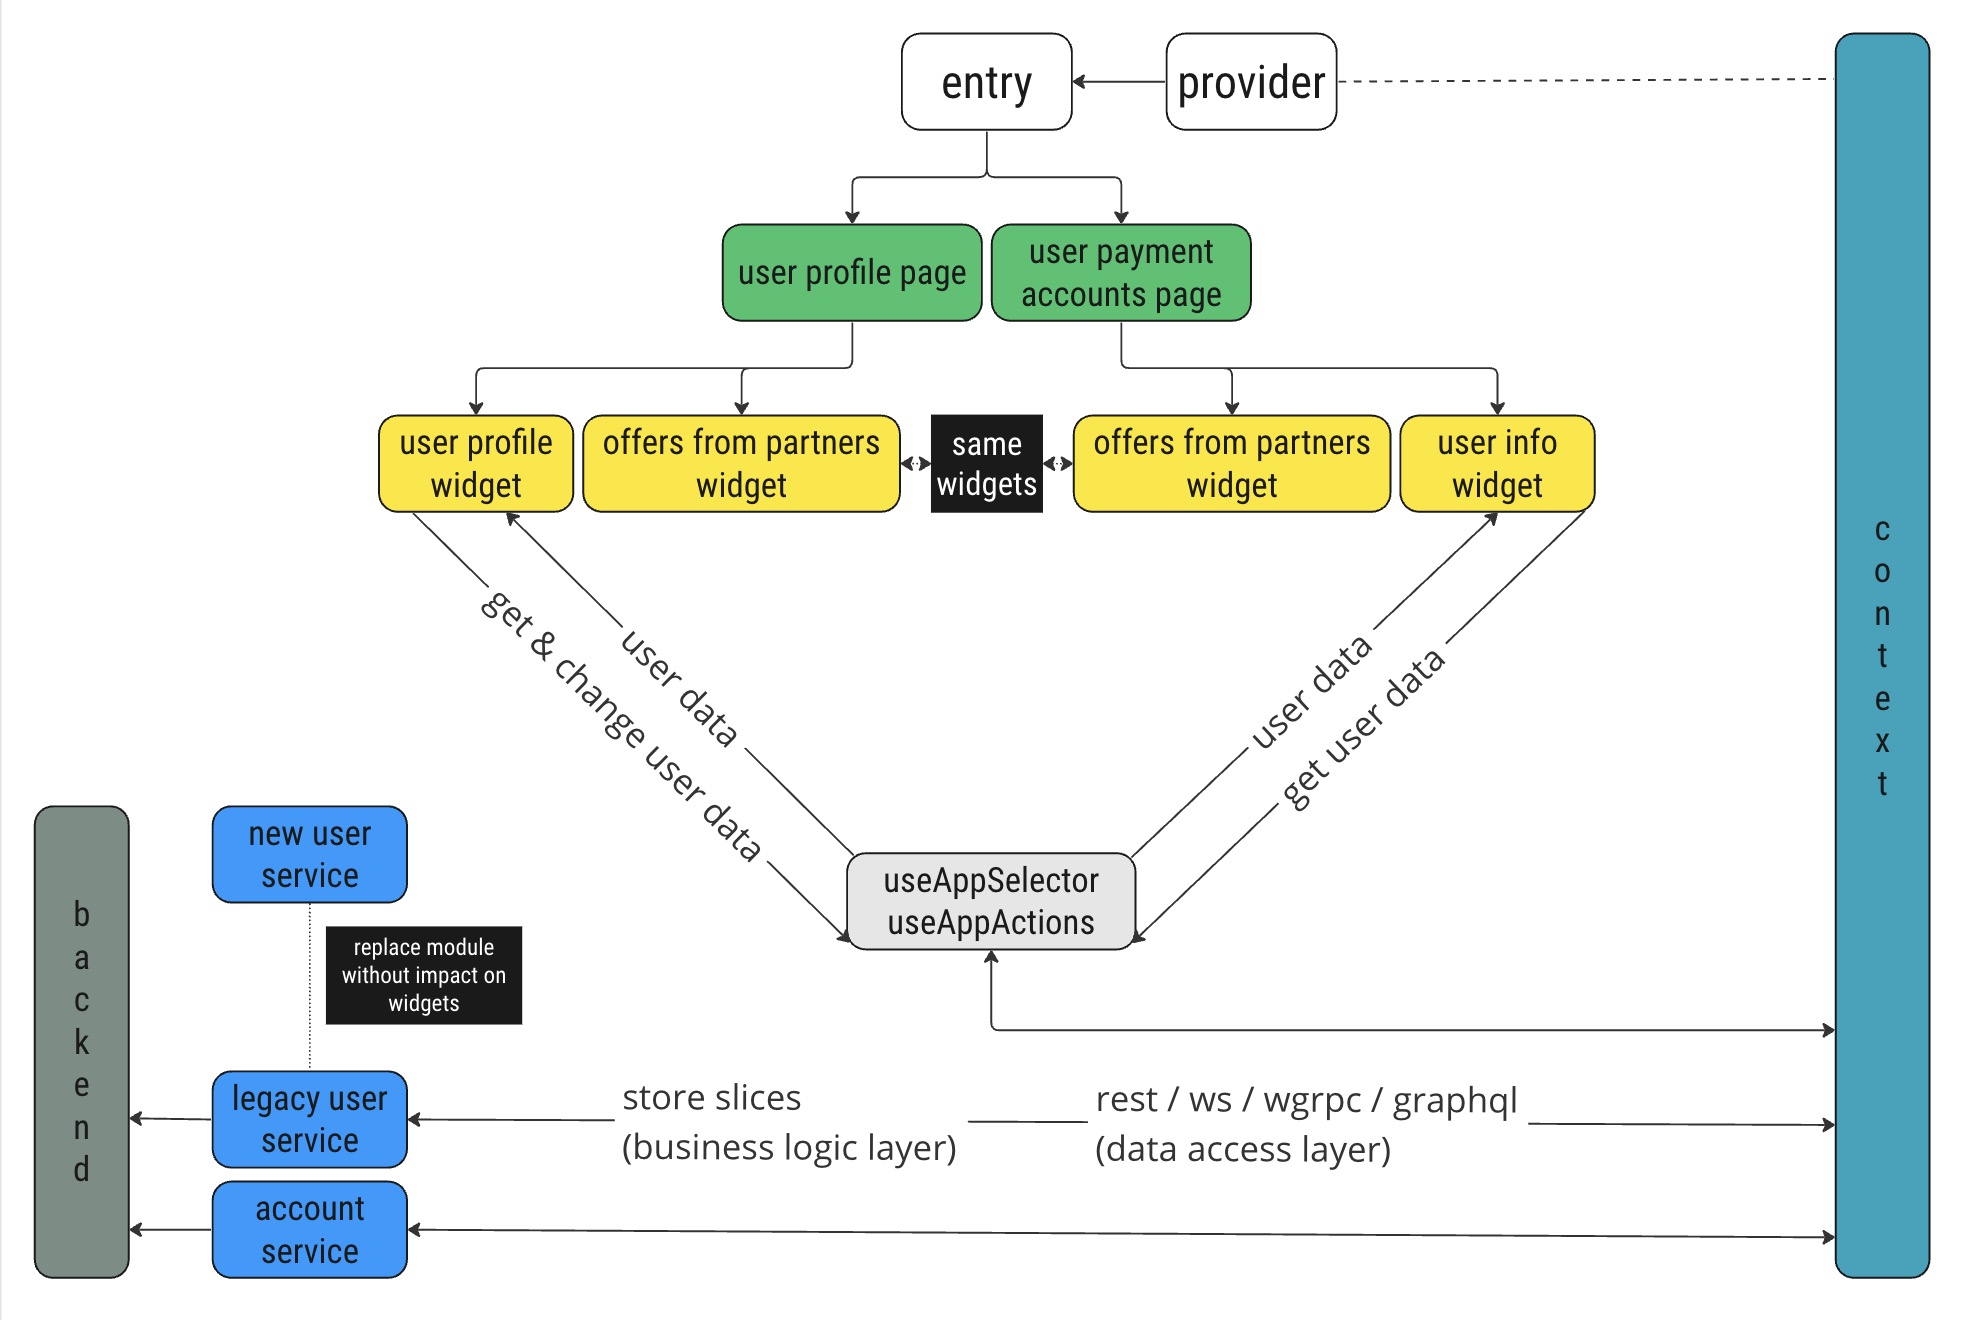 entry
provider
user profile page
user payment
accounts page
user profile
widget
offers from partners
widget
same
widgets
offers from partners
widget
user info
widget
context
get & change user data
user data
user data
get user data
useAppSelector
useAppActions
backend
new user
service
replace module
without impact on
widgets
legacy user
service
store slices
(business logic layer)
rest / ws / wgrpc / graphql
(data access layer)
account
service